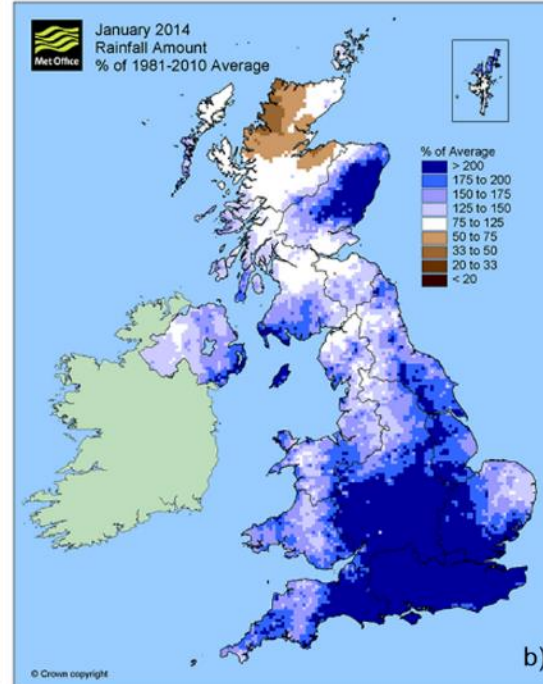 Met Office
January 2014
Rainfall Amount
% of 1981-2010 Average
% of Average
> 200
175 to 200
150 to 175
125 to 150
75 to 125
50 to 75
33 to 50
20 to 33
< 20
© Crown copyright
b)